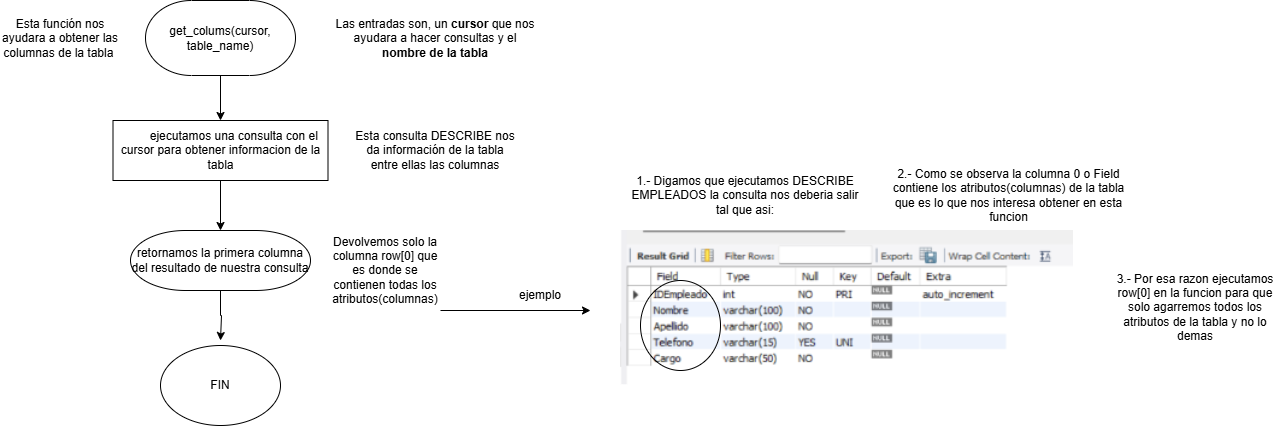 Esta función nos
ayudara a obtener las
columnas de la tabla
get_colums(cursor,
table_name)
Las entradas son, un cursor que nos
ayudara a hacer consultas y el
nombre de la tabla
ejecutamos una consulta con el
cursor para obtener informacion de la
tabla
Esta consulta DESCRIBE nos
da información de la tabla
entre ellas las columnas
retornamos la primera columna
del resultado de nuestra consulta
Devolvemos solo la
columna row[0] que
es donde se
contienen todas los
atributos(columnas)
ejemplo
FIN
1.- Digamos que ejecutamos DESCRIBE
EMPLEADOS la consulta nos deberia salir
tal que asi:
2.- Como se observa la columna 0 o Field
contiene los atributos(columnas) de la tabla
que es lo que nos interesa obtener en esta
funcion
Result Grid Filter Rows: Export: Wrap Cell Content:
Field Type Null Key Default Extra
IDEmpleado int NO PRI NULL auto_increment
Nombre varchar(100) NO NULL
Apellido varchar(100) NO NULL
Telefono varchar(15) YES UNI NULL
Cargo varchar(50) NO NULL
3.- Por esa razon ejecutamos
row[0] en la funcion para que
solo agarremos todos los
atributos de la tabla y no lo
demas